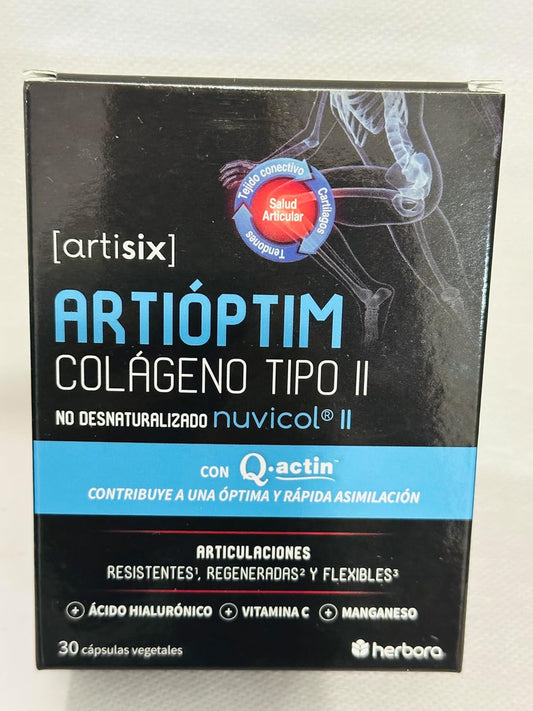 Tejido conectivo
Cartílagos
Tendones
Salud
Articular
[artisix]
ARTIÓPTIM
COLÁGENO TIPO II
NO DESNATURALIZADO nuvicol® II
CON Q·actin™
CONTRIBUYE A UNA ÓPTIMA Y RÁPIDA ASIMILACIÓN
ARTICULACIONES
RESISTENTES¹, REGENERADAS² Y FLEXIBLES³
+ ÁCIDO HIALURÓNICO + VITAMINA C + MANGANESO
30 cápsulas vegetales herbora